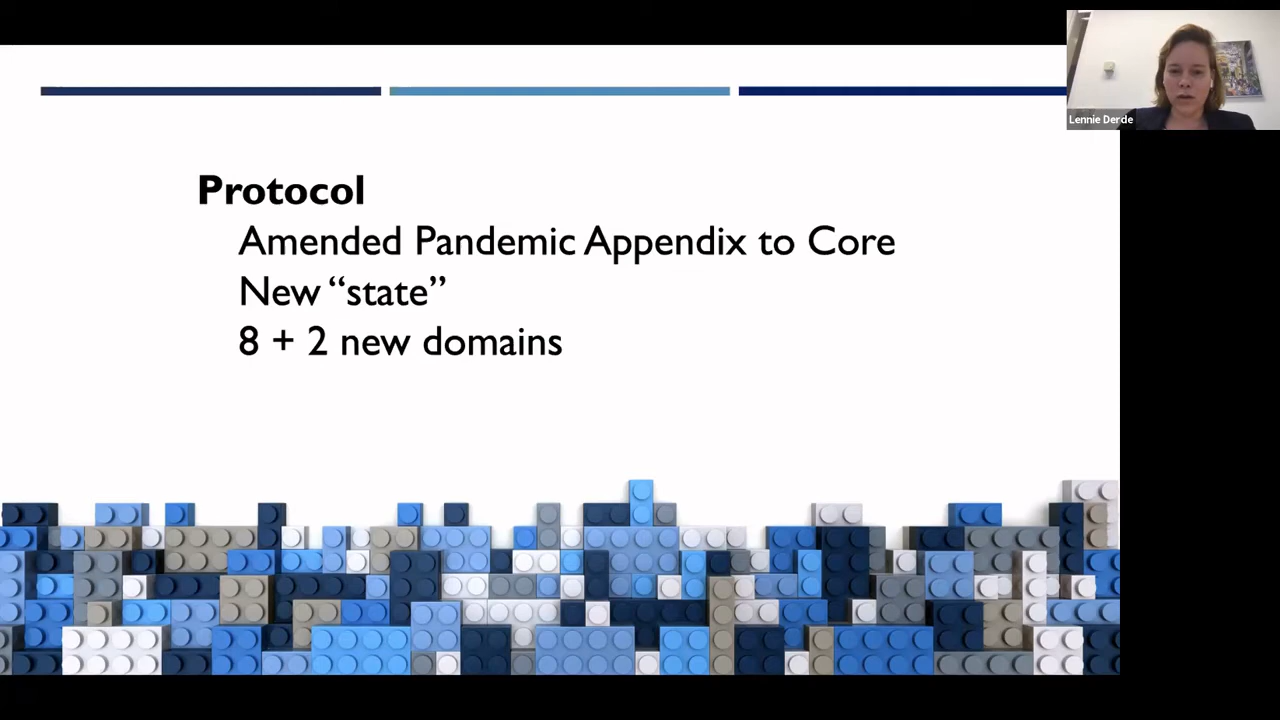 Lennie Derde
Protocol
Amended Pandemic Appendix to Core
New “state”
8 + 2 new domains